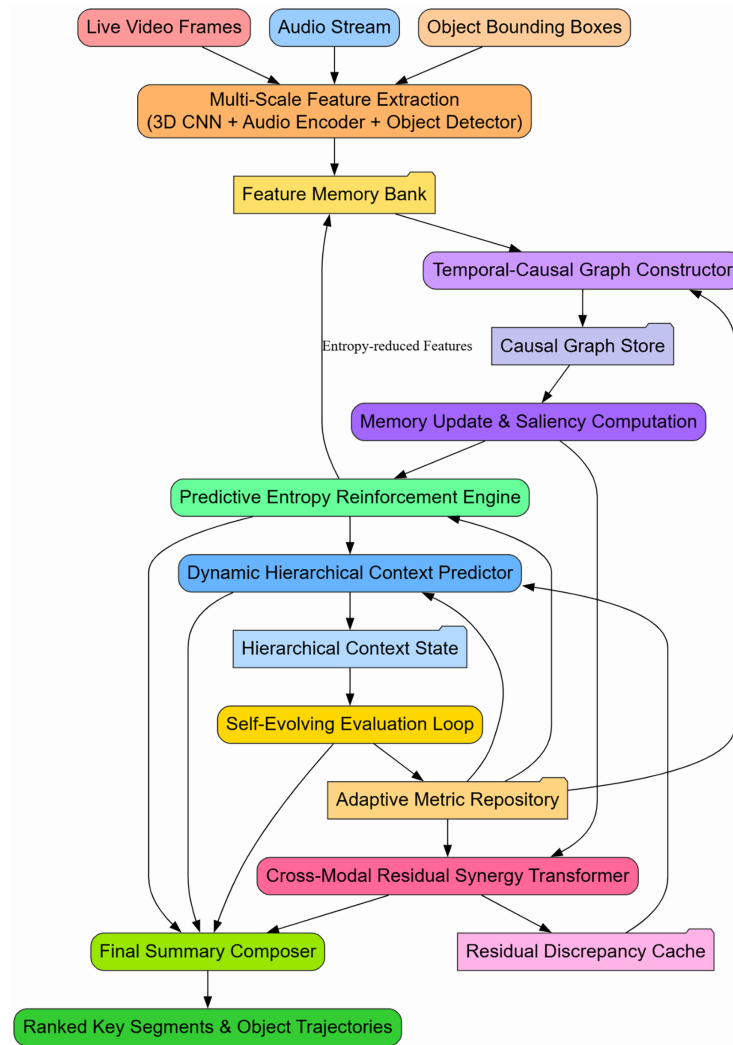 Live Video Frames
Audio Stream
Object Bounding Boxes
Multi-Scale Feature Extraction
(3D CNN + Audio Encoder + Object Detector)
Feature Memory Bank
Temporal-Causal Graph Constructor
Entropy-reduced Features
Causal Graph Store
Memory Update & Saliency Computation
Predictive Entropy Reinforcement Engine
Dynamic Hierarchical Context Predictor
Hierarchical Context State
Self-Evolving Evaluation Loop
Adaptive Metric Repository
Cross-Modal Residual Synergy Transformer
Final Summary Composer
Residual Discrepancy Cache
Ranked Key Segments & Object Trajectories